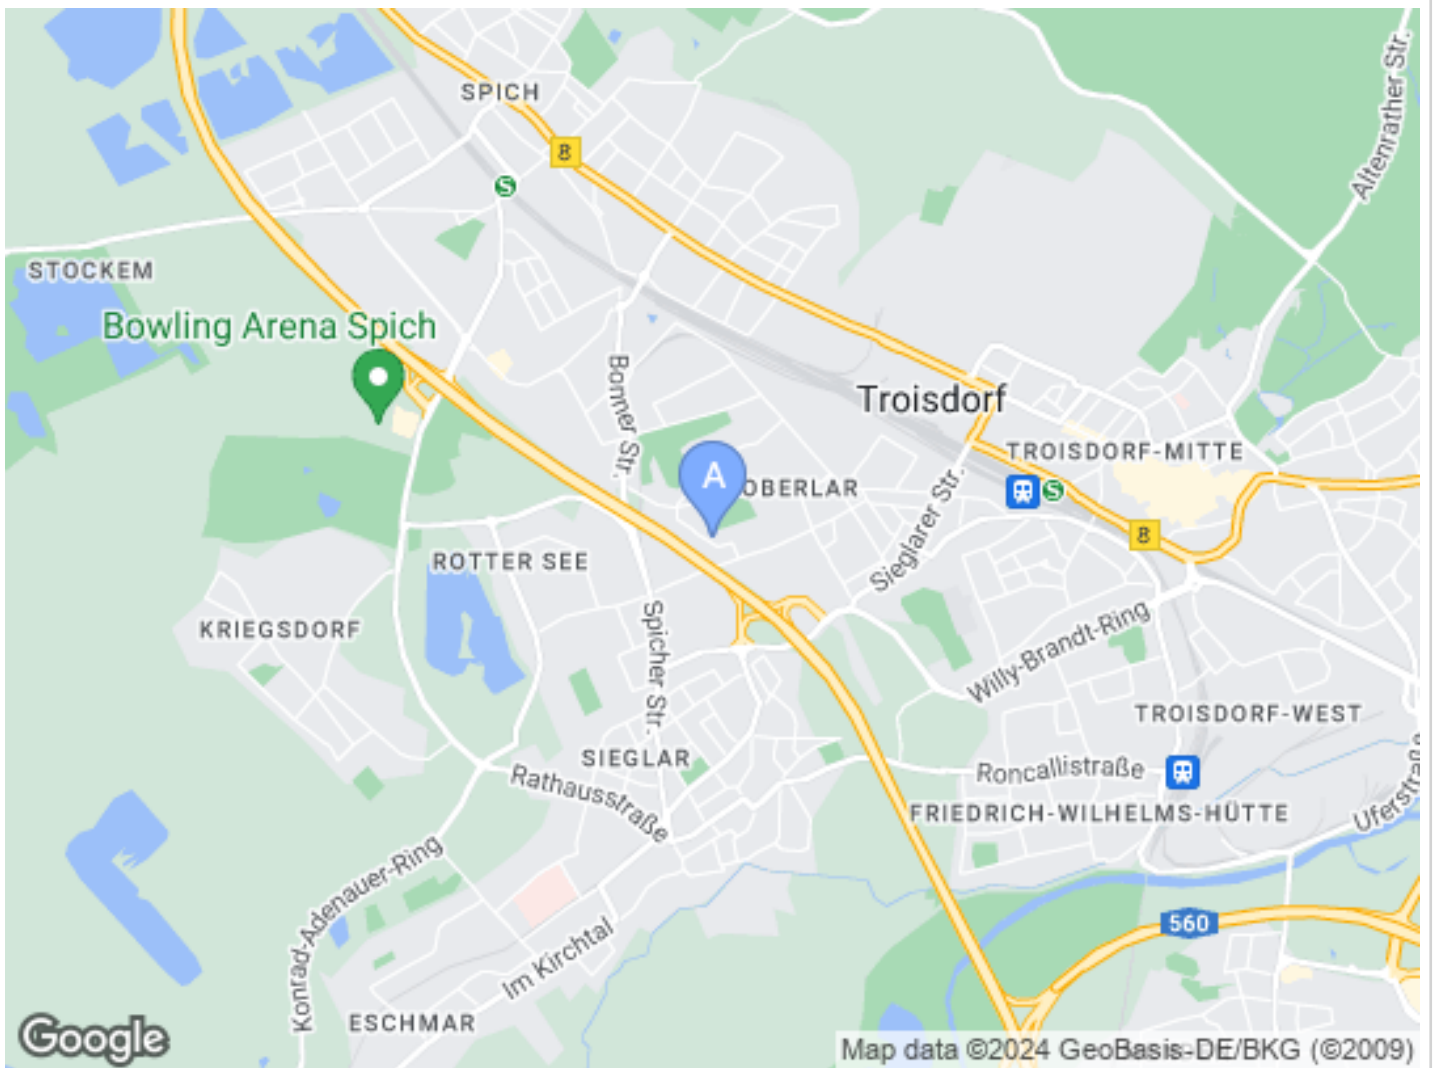 SPICH
8
S
Altenrather Str.
STOCKEM
Bowling Arena Spich
Bonner Str.
Troisdorf
TROISDORF-MITTE
A
OBERLAR
S
Sieglarer Str.
8
ROTTER SEE
KRIEGSDORF
Spicher Str.
Willy-Brandt-Ring
TROISDORF-WEST
SIEGLAR
Rathausstraße
Roncallistraße
FRIEDRICH-WILHELMS-HÜTTE
Uferstraße
Konrad-Adenauer-Ring
560
Im Kirchtal
ESCHMAR
Google
Map data ©2024 GeoBasis-DE/BKG (©2009)